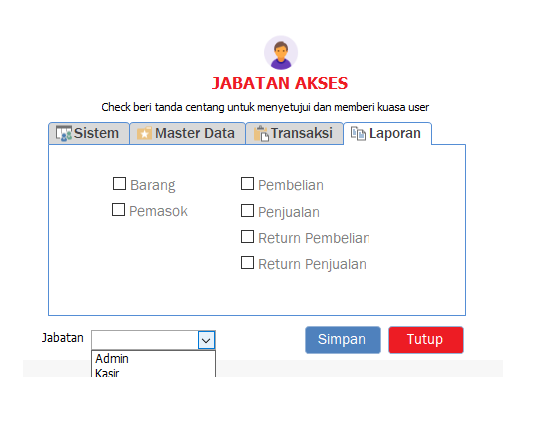 JABATAN AKSES
Check beri tanda centang untuk menyetujui dan memberi kuasa user
Sistem Master Data Transaksi Laporan
Barang Pembelian
Pemasok Penjualan
Return Pembelian
Return Penjualan
Jabatan Simpan Tutup
Admin
Kasir